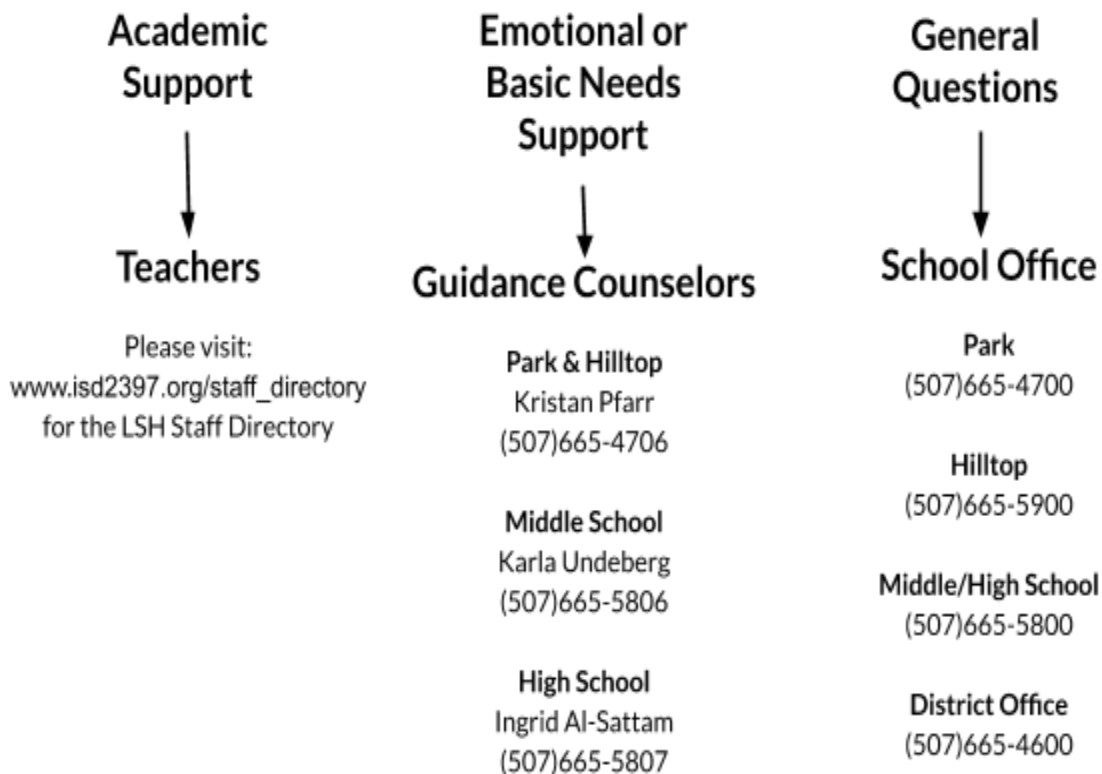 Academic
Support
Teachers
Please visit:
www.isd2397.org/staff_directory
for the LSH Staff Directory
Emotional or
Basic Needs
Support
Guidance Counselors
Park & Hilltop
Kristan Pfarr
(507)665-4706
Middle School
Karla Undeberg
(507)665-5806
High School
Ingrid Al-Sattam
(507)665-5807
General
Questions
School Office
Park
(507)665-4700
Hilltop
(507)665-5900
Middle/High School
(507)665-5800
District Office
(507)665-4600